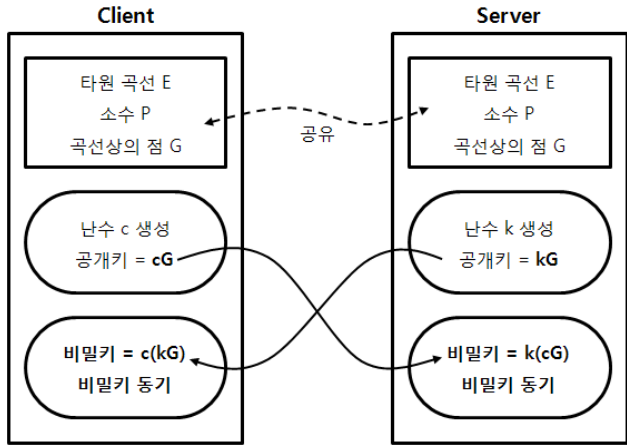 Client
타원 곡선 E
소수 P
곡선상의 점 G
난수 c 생성
공개키 = cG
비밀키 = c(kG)
비밀키 동기
공유
Server
타원 곡선 E
소수 P
곡선상의 점 G
난수 k 생성
공개키 = kG
비밀키 = k(cG)
비밀키 동기